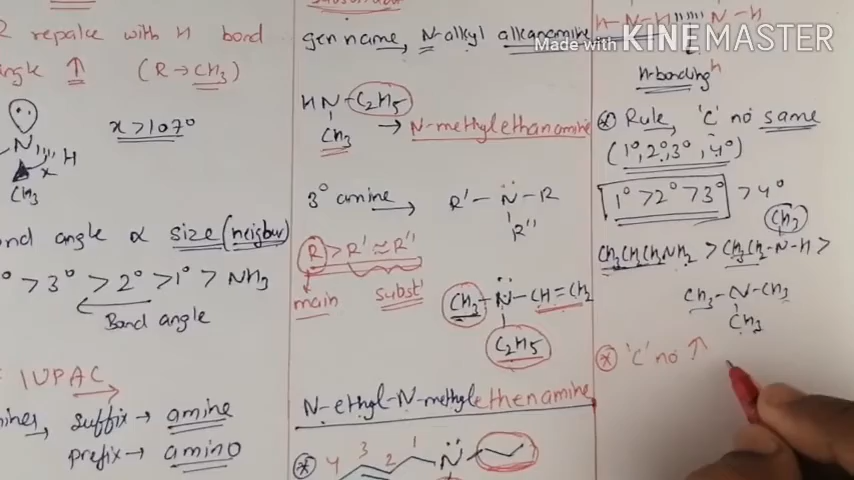 repalce with H bond
angle ↑ (R → CH3)
N
H
x
CH3
x > 107°
Bond angle ∝ size (neigbur)
> 3° > 2° > 1° > NH3
Bond angle
IUPAC
suffix → amine
prefix → amino
gen name, N-alkyl alkanamine
HN - C2H5
CH3
→ N-methylethanamine
3° amine → R' - N - R
R''
R > R' ≈ R''
main subst'
CH3 - N - CH = CH2
C2H5
N-ethyl-N-methylethenamine
* 4 3 2 1 N
H - N - H N - H
Made with KINEMASTER
H-bonding
* Rule, 'C' no same
(1°, 2°, 3°, 4°)
1° > 2° > 3° > 4°
CH3
CH3CH2CH2NH2 > CH3CH2 - N - H >
CH3 - N - CH3
CH3
* 'C' no ↑